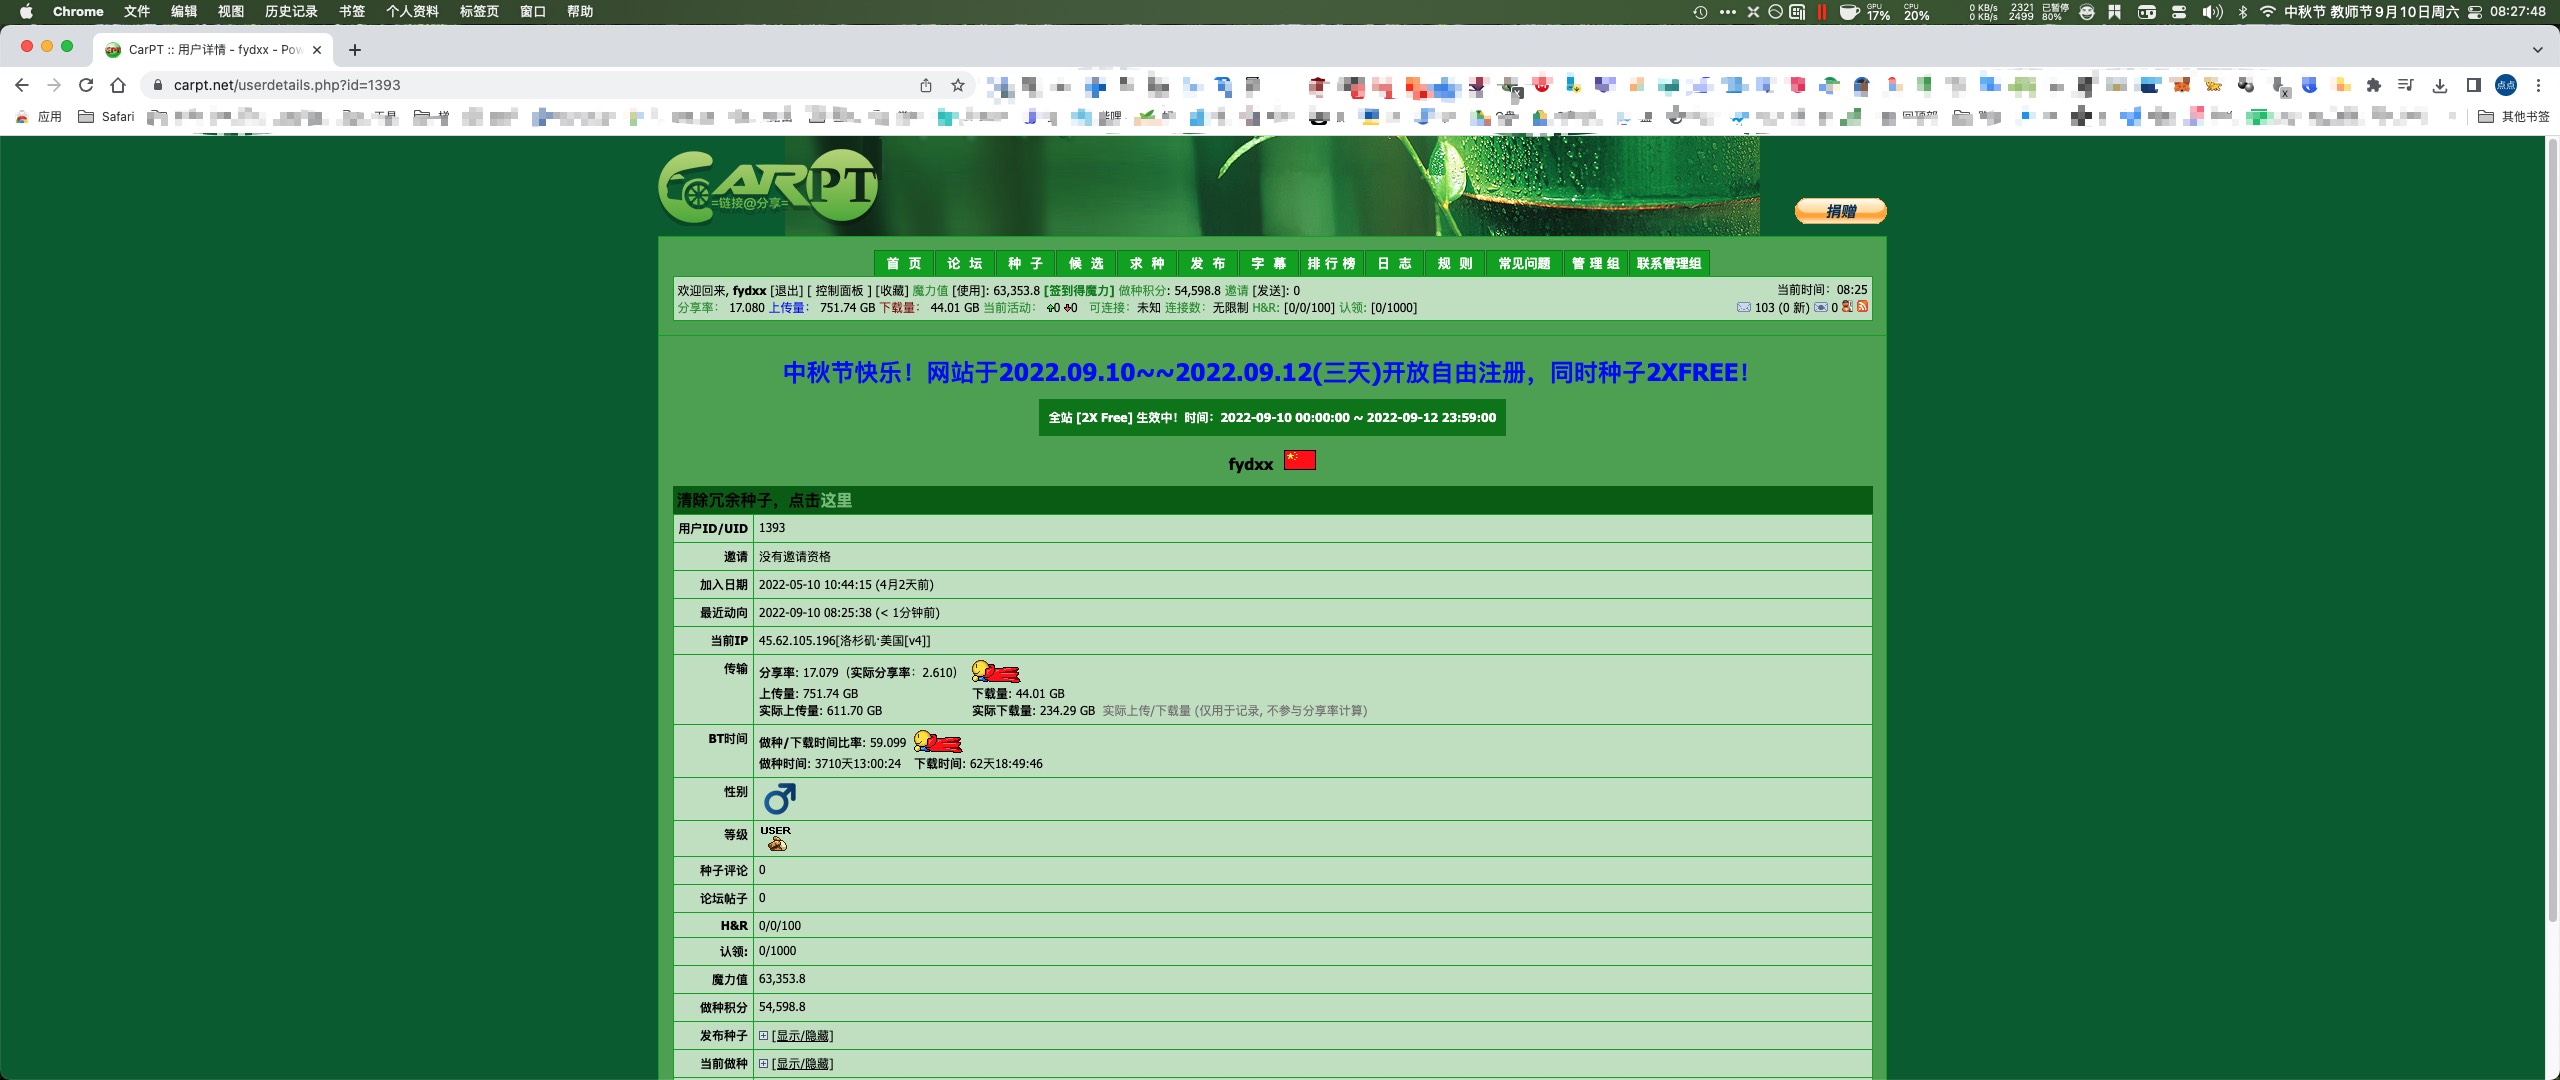 Chrome 文件 编辑 视图 历史记录 书签 个人资料 标签页 窗口 帮助
GPU 17% CPU 20% 0 KB/s 0 KB/s 2321 2499 已暂停 80% 中秋节 教师节 9月10日周六 08:27:48
CarPT :: 用户详情 - fydxx - Pow
carpt.net/userdetails.php?id=1393
点点
应用 Safari 其他书签
CARPT
=链接@分享=
捐赠
首 页 论 坛 种 子 候 选 求 种 发 布 字 幕 排 行 榜 日 志 规 则 常见问题 管 理 组 联系管理组
欢迎回来, fydxx [退出] [ 控制面板 ] [收藏] 魔力值 [使用]: 63,353.8 [签到得魔力] 做种积分: 54,598.8 邀请 [发送]: 0 当前时间：08:25
分享率： 17.080 上传量： 751.74 GB 下载量： 44.01 GB 当前活动： 0 0 可连接：未知 连接数：无限制 H&R: [0/0/100] 认领: [0/1000] 103 (0 新) 0
中秋节快乐！网站于2022.09.10~~2022.09.12(三天)开放自由注册，同时种子2XFREE！
全站 [2X Free] 生效中！时间：2022-09-10 00:00:00 ~ 2022-09-12 23:59:00
fydxx
清除冗余种子，点击这里
用户ID/UID 1393
邀请 没有邀请资格
加入日期 2022-05-10 10:44:15 (4月2天前)
最近动向 2022-09-10 08:25:38 (< 1分钟前)
当前IP 45.62.105.196[洛杉矶·美国[v4]]
传输 分享率: 17.079（实际分享率：2.610）
上传量: 751.74 GB 下载量: 44.01 GB
实际上传量: 611.70 GB 实际下载量: 234.29 GB 实际上传/下载量 (仅用于记录, 不参与分享率计算)
BT时间 做种/下载时间比率: 59.099
做种时间: 3710天13:00:24 下载时间: 62天18:49:46
性别
等级 USER
种子评论 0
论坛帖子 0
H&R 0/0/100
认领: 0/1000
魔力值 63,353.8
做种积分 54,598.8
发布种子 [显示/隐藏]
当前做种 [显示/隐藏]